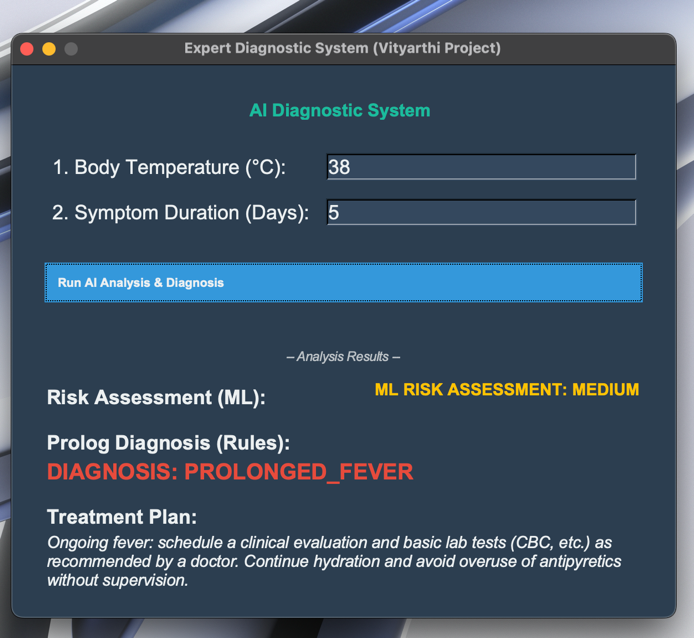 Expert Diagnostic System (Vityarthi Project)
AI Diagnostic System
1. Body Temperature (°C): 38
2. Symptom Duration (Days): 5
Run AI Analysis & Diagnosis
-- Analysis Results --
Risk Assessment (ML): ML RISK ASSESSMENT: MEDIUM
Prolog Diagnosis (Rules):
DIAGNOSIS: PROLONGED_FEVER
Treatment Plan:
Ongoing fever: schedule a clinical evaluation and basic lab tests (CBC, etc.) as
recommended by a doctor. Continue hydration and avoid overuse of antipyretics
without supervision.